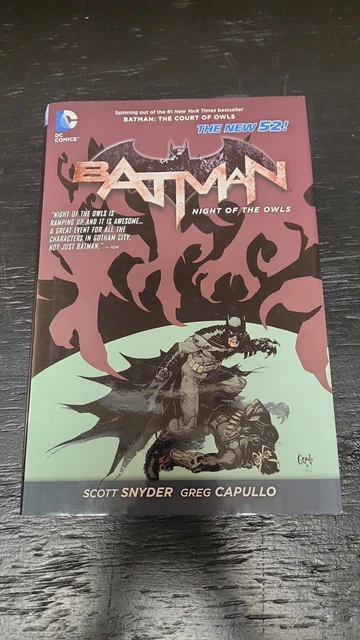 Spinning out of the #1 New York Times bestseller
BATMAN: THE COURT OF OWLS
DC COMICS™
THE NEW 52!
BATMAN
NIGHT OF THE OWLS
"NIGHT OF THE OWLS IS
RAMPING UP AND IT IS AWESOME...
A GREAT EVENT FOR ALL THE
CHARACTERS IN GOTHAM CITY,
NOT JUST BATMAN." – IGN
SCOTT SNYDER GREG CAPULLO